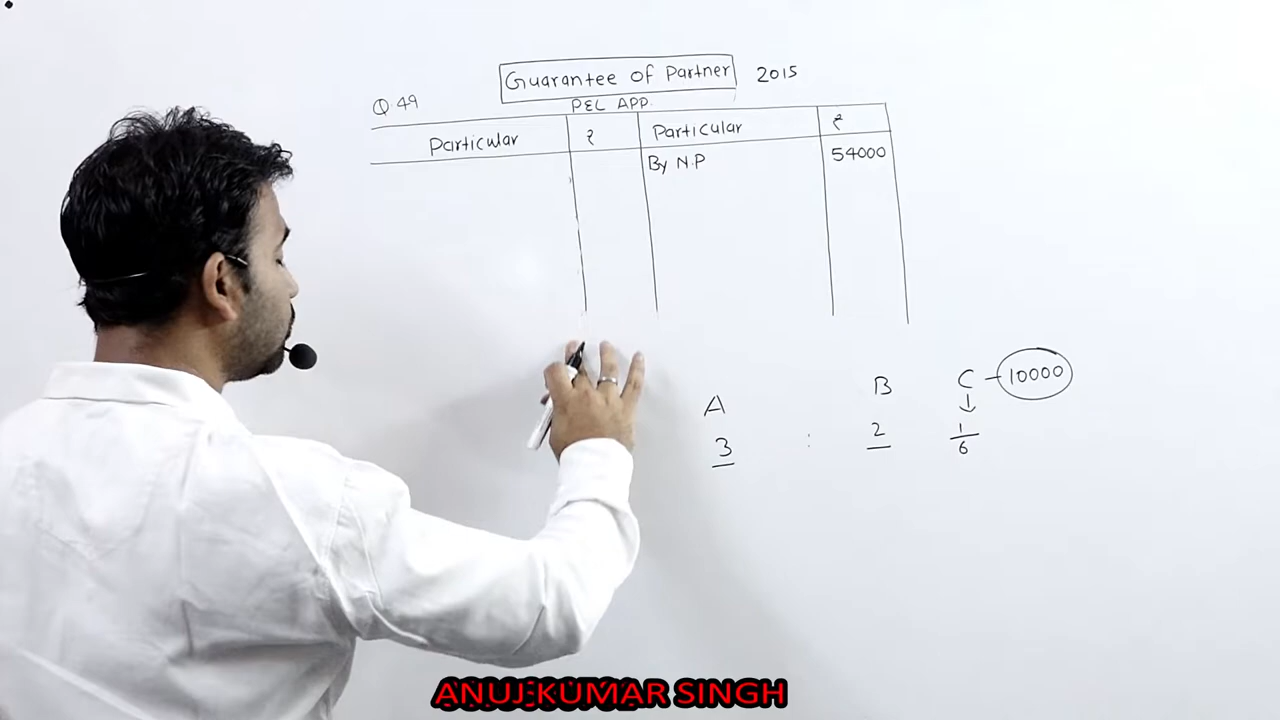 Guarantee of Partner 2015
Q.49
P&L APP.
Particular ₹ Particular ₹
By N.P 54000
A B C - 10000
3 : 2 1/6
ANUJ KUMAR SINGH